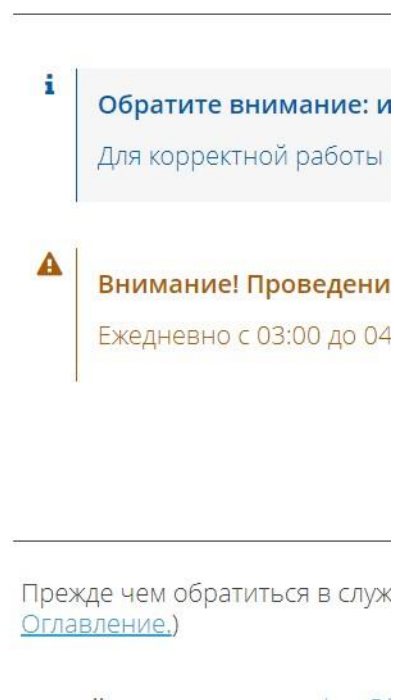 Обратите внимание: и
Для корректной работы
Внимание! Проведени
Ежедневно с 03:00 до 04
Прежде чем обратиться в служ
Оглавление.)